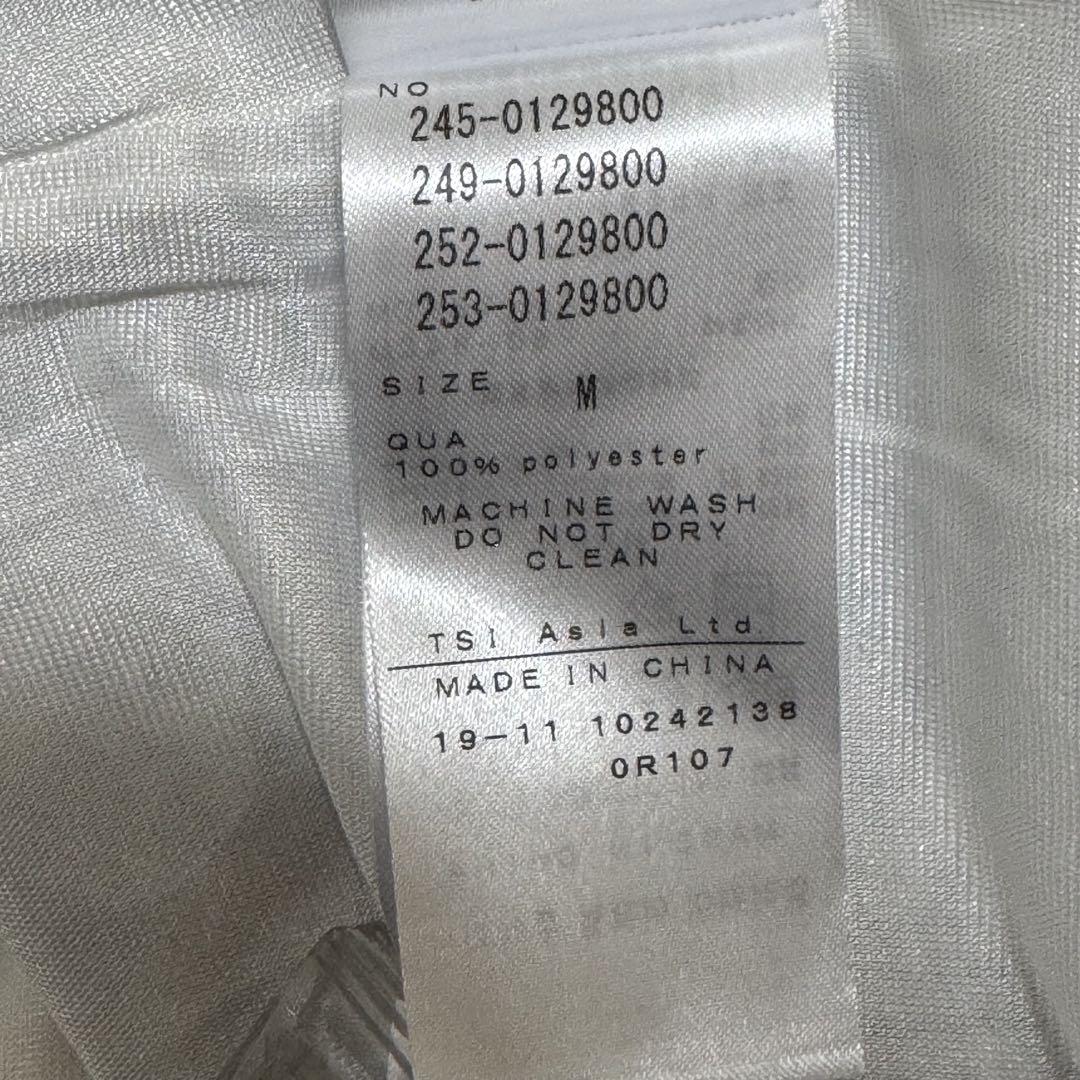 NO
245-0129800
249-0129800
252-0129800
253-0129800
SIZE M
QUA
100% polyester
MACHINE WASH
DO NOT DRY
CLEAN
TSI Asia Ltd
MADE IN CHINA
19-11 10242138
0R107